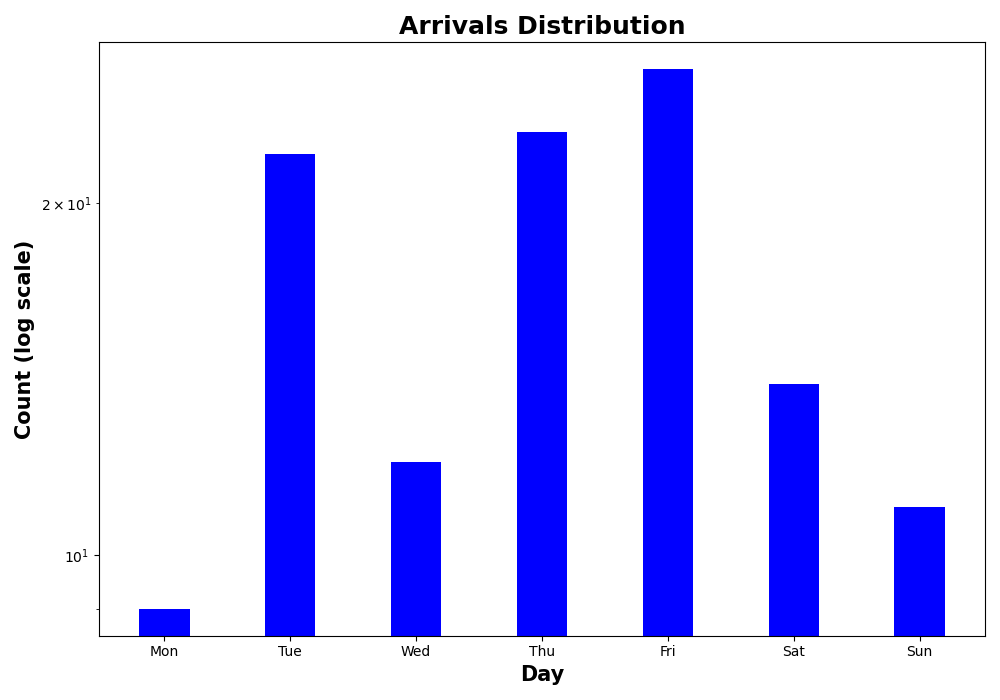 Arrivals Distribution
Count (log scale)
2 × 10¹
10¹
Mon Tue Wed Thu Fri Sat Sun
Day